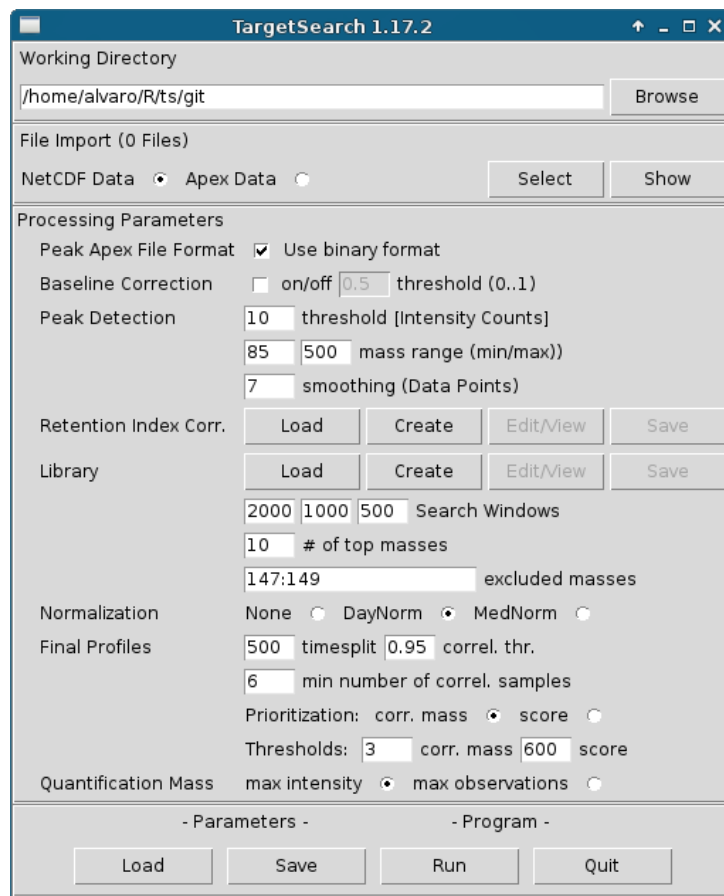 TargetSearch 1.17.2
Working Directory
/home/alvaro/R/ts/git Browse
File Import (0 Files)
NetCDF Data Apex Data Select Show
Processing Parameters
Peak Apex File Format Use binary format
Baseline Correction on/off 0.5 threshold (0..1)
Peak Detection 10 threshold [Intensity Counts]
85 500 mass range (min/max))
7 smoothing (Data Points)
Retention Index Corr. Load Create Edit/View Save
Library Load Create Edit/View Save
2000 1000 500 Search Windows
10 # of top masses
147:149 excluded masses
Normalization None DayNorm MedNorm
Final Profiles 500 timesplit 0.95 correl. thr.
6 min number of correl. samples
Prioritization: corr. mass score
Thresholds: 3 corr. mass 600 score
Quantification Mass max intensity max observations
- Parameters - - Program -
Load Save Run Quit